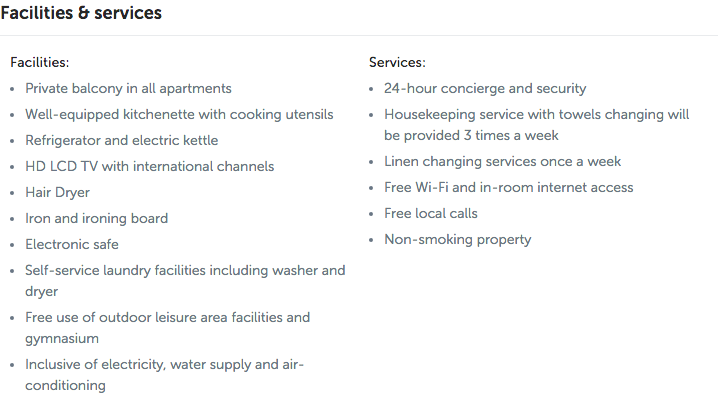 Facilities & services
Facilities:
• Private balcony in all apartments
• Well-equipped kitchenette with cooking utensils
• Refrigerator and electric kettle
• HD LCD TV with international channels
• Hair Dryer
• Iron and ironing board
• Electronic safe
• Self-service laundry facilities including washer and
dryer
• Free use of outdoor leisure area facilities and
gymnasium
• Inclusive of electricity, water supply and air-
conditioning
Services:
• 24-hour concierge and security
• Housekeeping service with towels changing will
be provided 3 times a week
• Linen changing services once a week
• Free Wi-Fi and in-room internet access
• Free local calls
• Non-smoking property